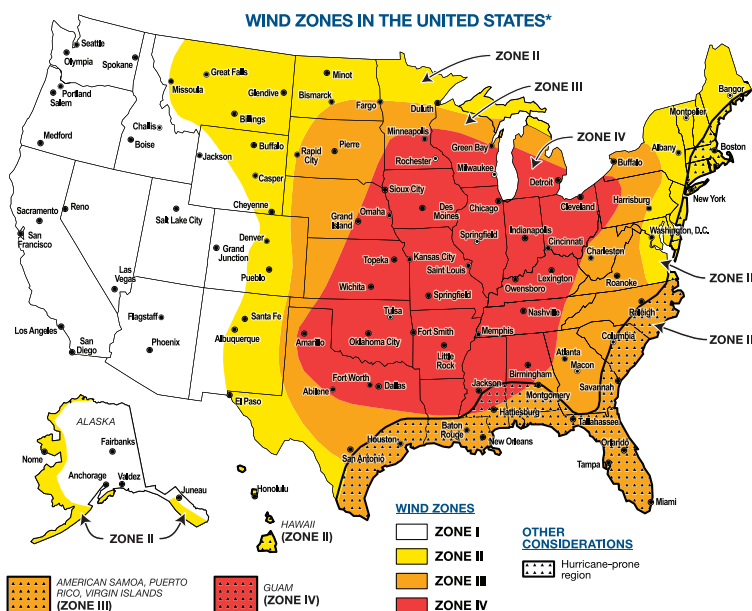 WIND ZONES IN THE UNITED STATES*
ZONE II
ZONE III
ZONE IV
Seattle
Olympia
Spokane
Portland
Salem
Medford
Missoula
Great Falls
Glendive
Billings
Challis
Boise
Jackson
Buffalo
Casper
Cheyenne
Minot
Bismarck
Fargo
Duluth
Rapid
City
Pierre
Minneapolis
Rochester
Green Bay
Milwaukee
Detroit
Buffalo
Albany
Montpelier
Bangor
Boston
New York
Harrisburg
Cleveland
Washington, D.C.
Sioux City
Omaha
Grand
Island
Des
Moines
Chicago
Springfield
Indianapolis
Cincinnati
Charleston
Roanoke
Raleigh
ZONE II
ZONE II
Sacramento
San
Francisco
Reno
Salt Lake City
Grand
Junction
Denver
Pueblo
Las
Vegas
Los Angeles
San
Diego
Flagstaff
Phoenix
Santa Fe
Albuquerque
El Paso
Topeka
Kansas City
Saint Louis
Wichita
Springfield
Owensboro
Lexington
Nashville
Tulsa
Oklahoma City
Fort Smith
Little
Rock
Memphis
Amarillo
Abilene
Fort Worth
Dallas
Atlanta
Macon
Columbia
Savannah
Birmingham
Montgomery
Jackson
Hattiesburg
Tallahassee
Baton
Rouge
New Orleans
Houston
San Antonio
Orlando
Tampa
Miami
ALASKA
Nome
Fairbanks
Anchorage
Valdez
Juneau
ZONE II
Honolulu
HAWAII
(ZONE II)
WIND ZONES
ZONE I
ZONE II
ZONE III
ZONE IV
OTHER
CONSIDERATIONS
Hurricane-prone
region
AMERICAN SAMOA, PUERTO
RICO, VIRGIN ISLANDS
(ZONE III)
GUAM
(ZONE IV)